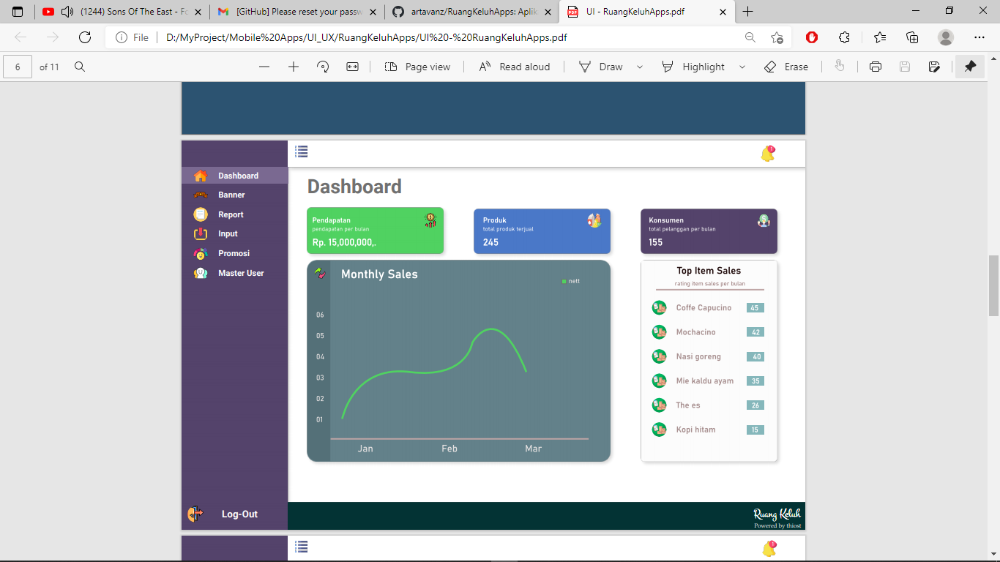 (1244) Sons Of The East - Fo
[GitHub] Please reset your passw
artavanz/RuangKeluhApps: Aplik
UI - RuangKeluhApps.pdf
File
D:/MyProject/Mobile%20Apps/UI_UX/RuangKeluhApps/UI%20-%20RuangKeluhApps.pdf
6 of 11
Page view
Read aloud
Draw
Highlight
Erase
Dashboard
Banner
Report
Input
Promosi
Master User
Log-Out
Dashboard
Pendapatan
pendapatan per bulan
Rp. 15,000,000,.
Produk
total produk terjual
245
Konsumen
total pelanggan per bulan
155
Monthly Sales
nett
06
05
04
03
02
01
Jan Feb Mar
Top Item Sales
rating item sales per bulan
Coffe Capucino 45
Mochacino 42
Nasi goreng 40
Mie kaldu ayam 35
The es 26
Kopi hitam 15
Ruang Keluh
Powered by thiost